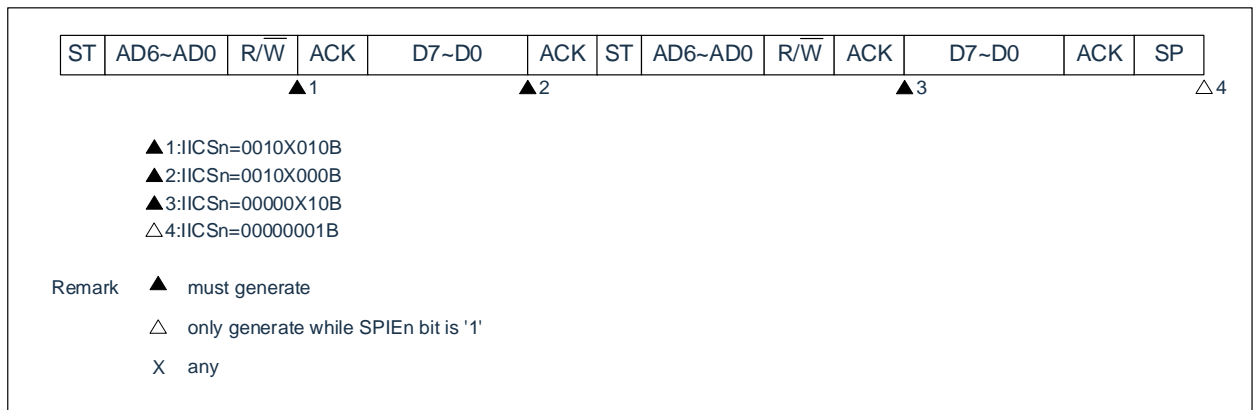 ST AD6~AD0 R/W ACK D7~D0 ACK ST AD6~AD0 R/W ACK D7~D0 ACK SP
▲1 ▲2 ▲3 △4
▲1:IICSn=0010X010B
▲2:IICSn=0010X000B
▲3:IICSn=00000X10B
△4:IICSn=00000001B
Remark ▲ must generate
△ only generate while SPIEn bit is '1'
X any